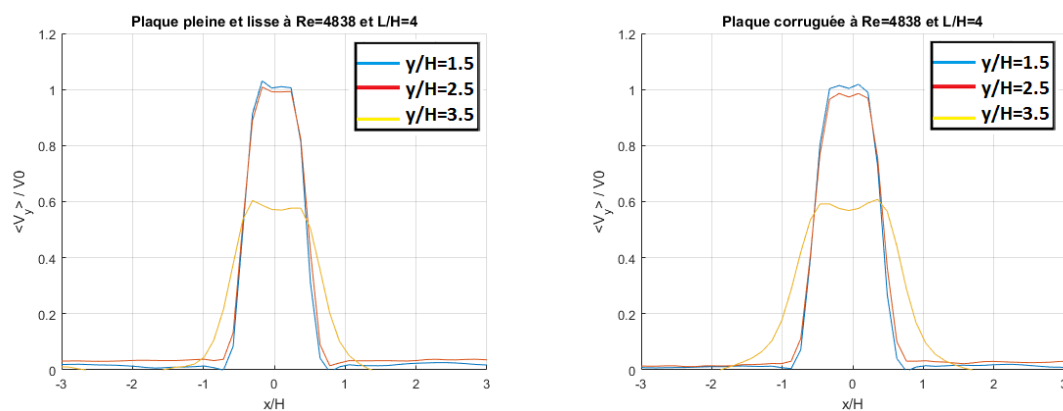 Plaque pleine et lisse à Re=4838 et L/H=4
1.2
1
0.8
0.6
0.4
0.2
0
-3
-2
-1
0
1
2
3
<V_y> / V0
x/H
y/H=1.5
y/H=2.5
y/H=3.5
Plaque corruguée à Re=4838 et L/H=4
1.2
1
0.8
0.6
0.4
0.2
0
-3
-2
-1
0
1
2
3
<V_y> / V0
x/H
y/H=1.5
y/H=2.5
y/H=3.5